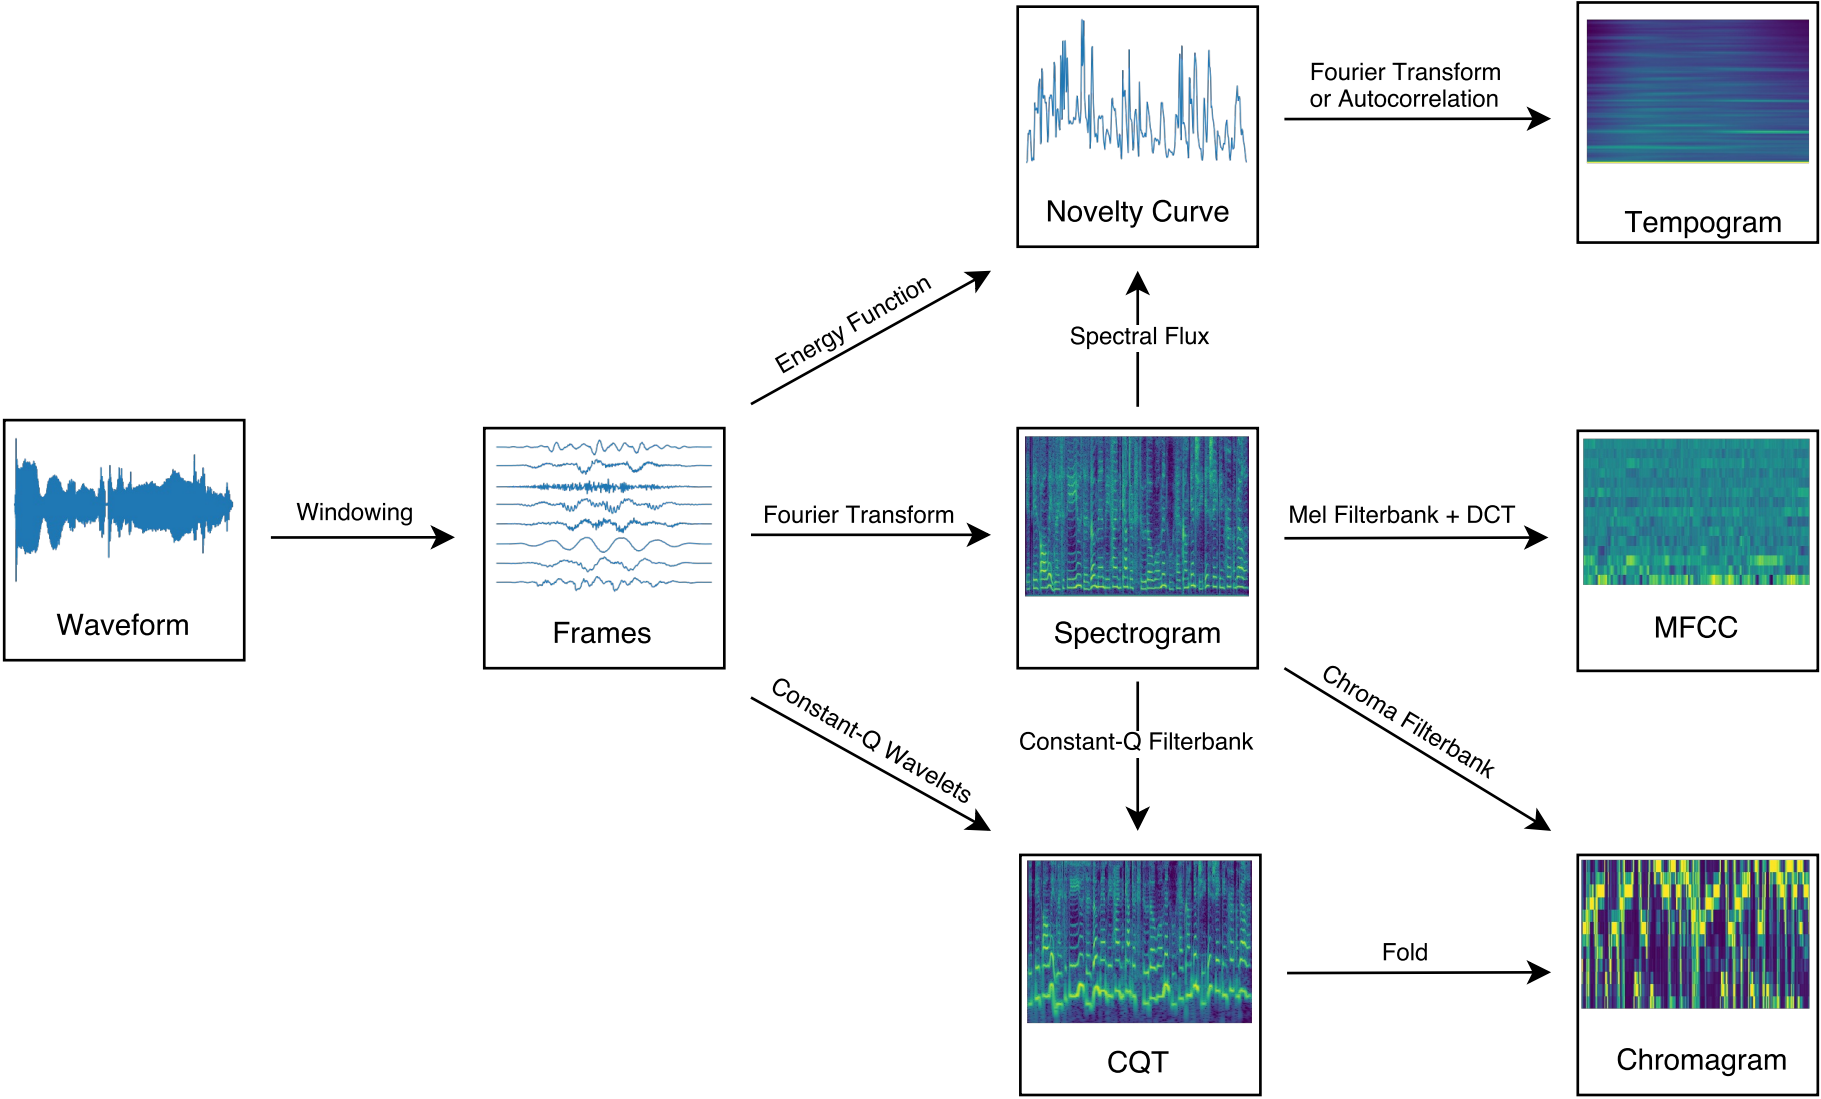 Novelty Curve
Fourier Transform
or Autocorrelation
Tempogram
Energy Function
Spectral Flux
Waveform
Windowing
Frames
Fourier Transform
Spectrogram
Mel Filterbank + DCT
MFCC
Constant-Q Wavelets
Constant-Q Filterbank
Chroma Filterbank
CQT
Fold
Chromagram